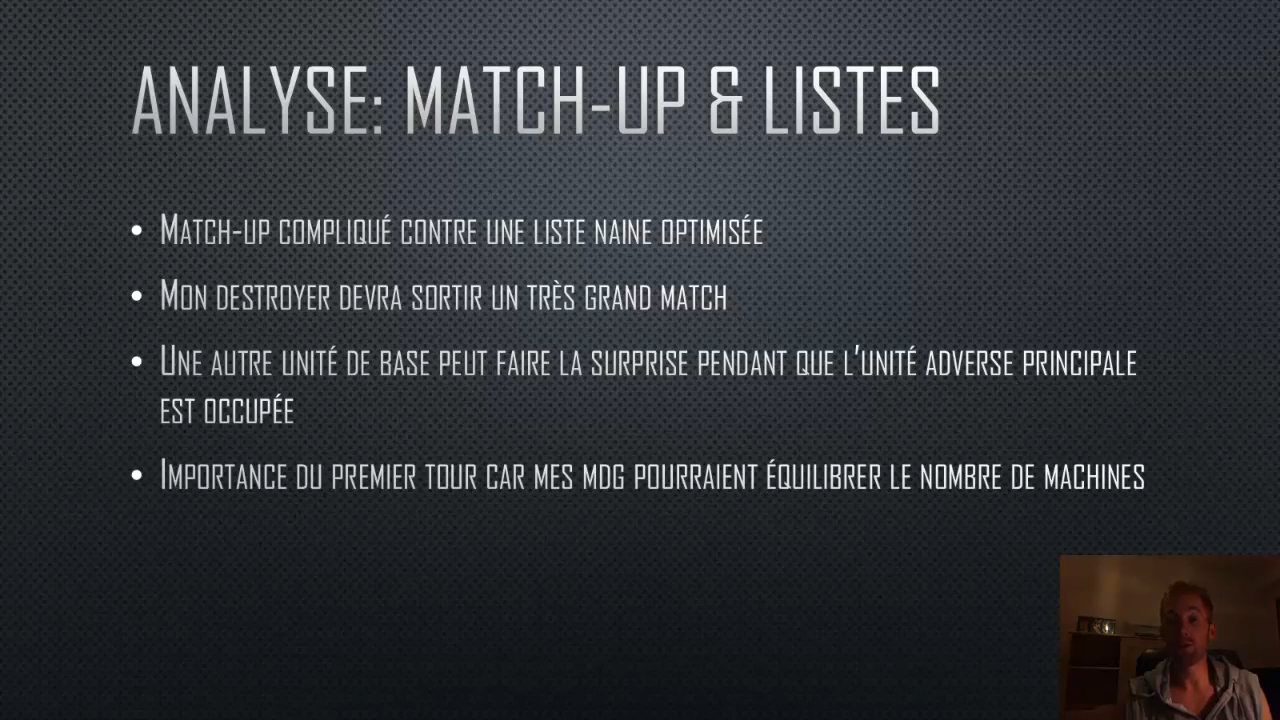 ANALYSE: MATCH-UP & LISTES
• MATCH-UP COMPLIQUÉ CONTRE UNE LISTE NAINE OPTIMISÉE
• MON DESTROYER DEVRA SORTIR UN TRÈS GRAND MATCH
• UNE AUTRE UNITÉ DE BASE PEUT FAIRE LA SURPRISE PENDANT QUE L'UNITÉ ADVERSE PRINCIPALE
EST OCCUPÉE
• IMPORTANCE DU PREMIER TOUR CAR MES MDG POURRAIENT ÉQUILIBRER LE NOMBRE DE MACHINES